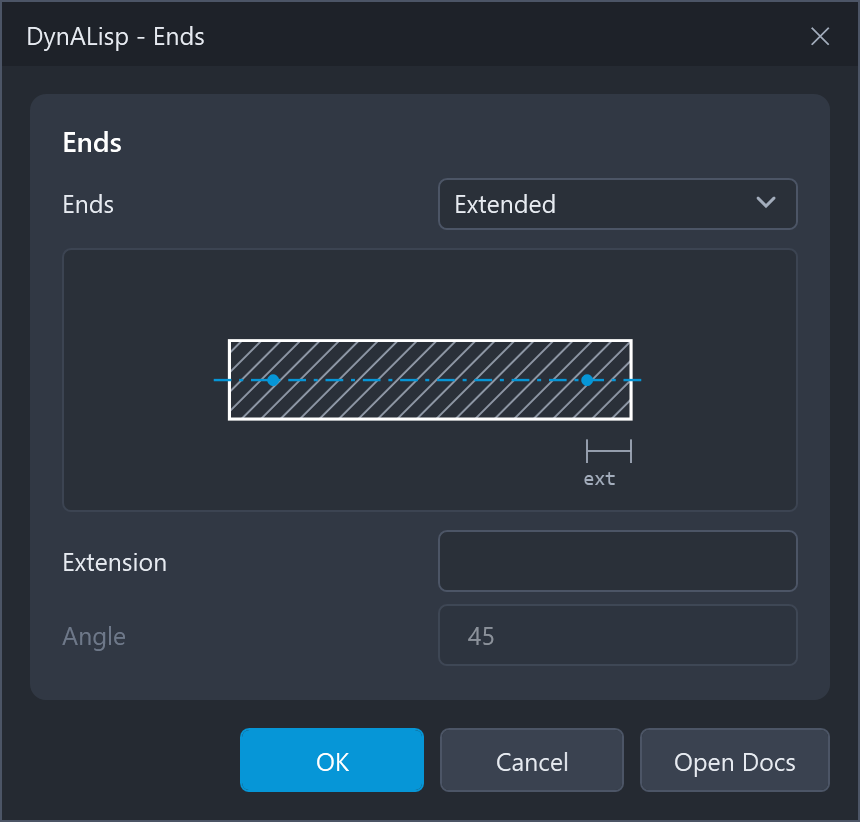 DynALisp - Ends
Ends
Ends
Extended
ext
Extension
Angle
45
OK
Cancel
Open Docs